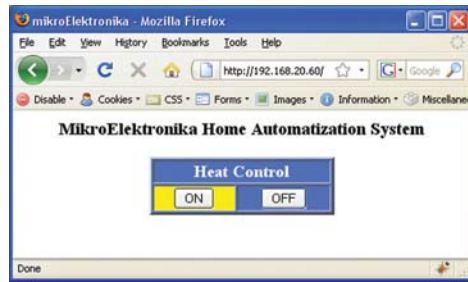 mikroElektronika - Mozilla Firefox
File Edit View History Bookmarks Tools Help
http://192.168.20.60/ G Google
Disable Cookies CSS Forms Images Information Miscellane
MikroElektronika Home Automatization System
Heat Control
ON OFF
Done